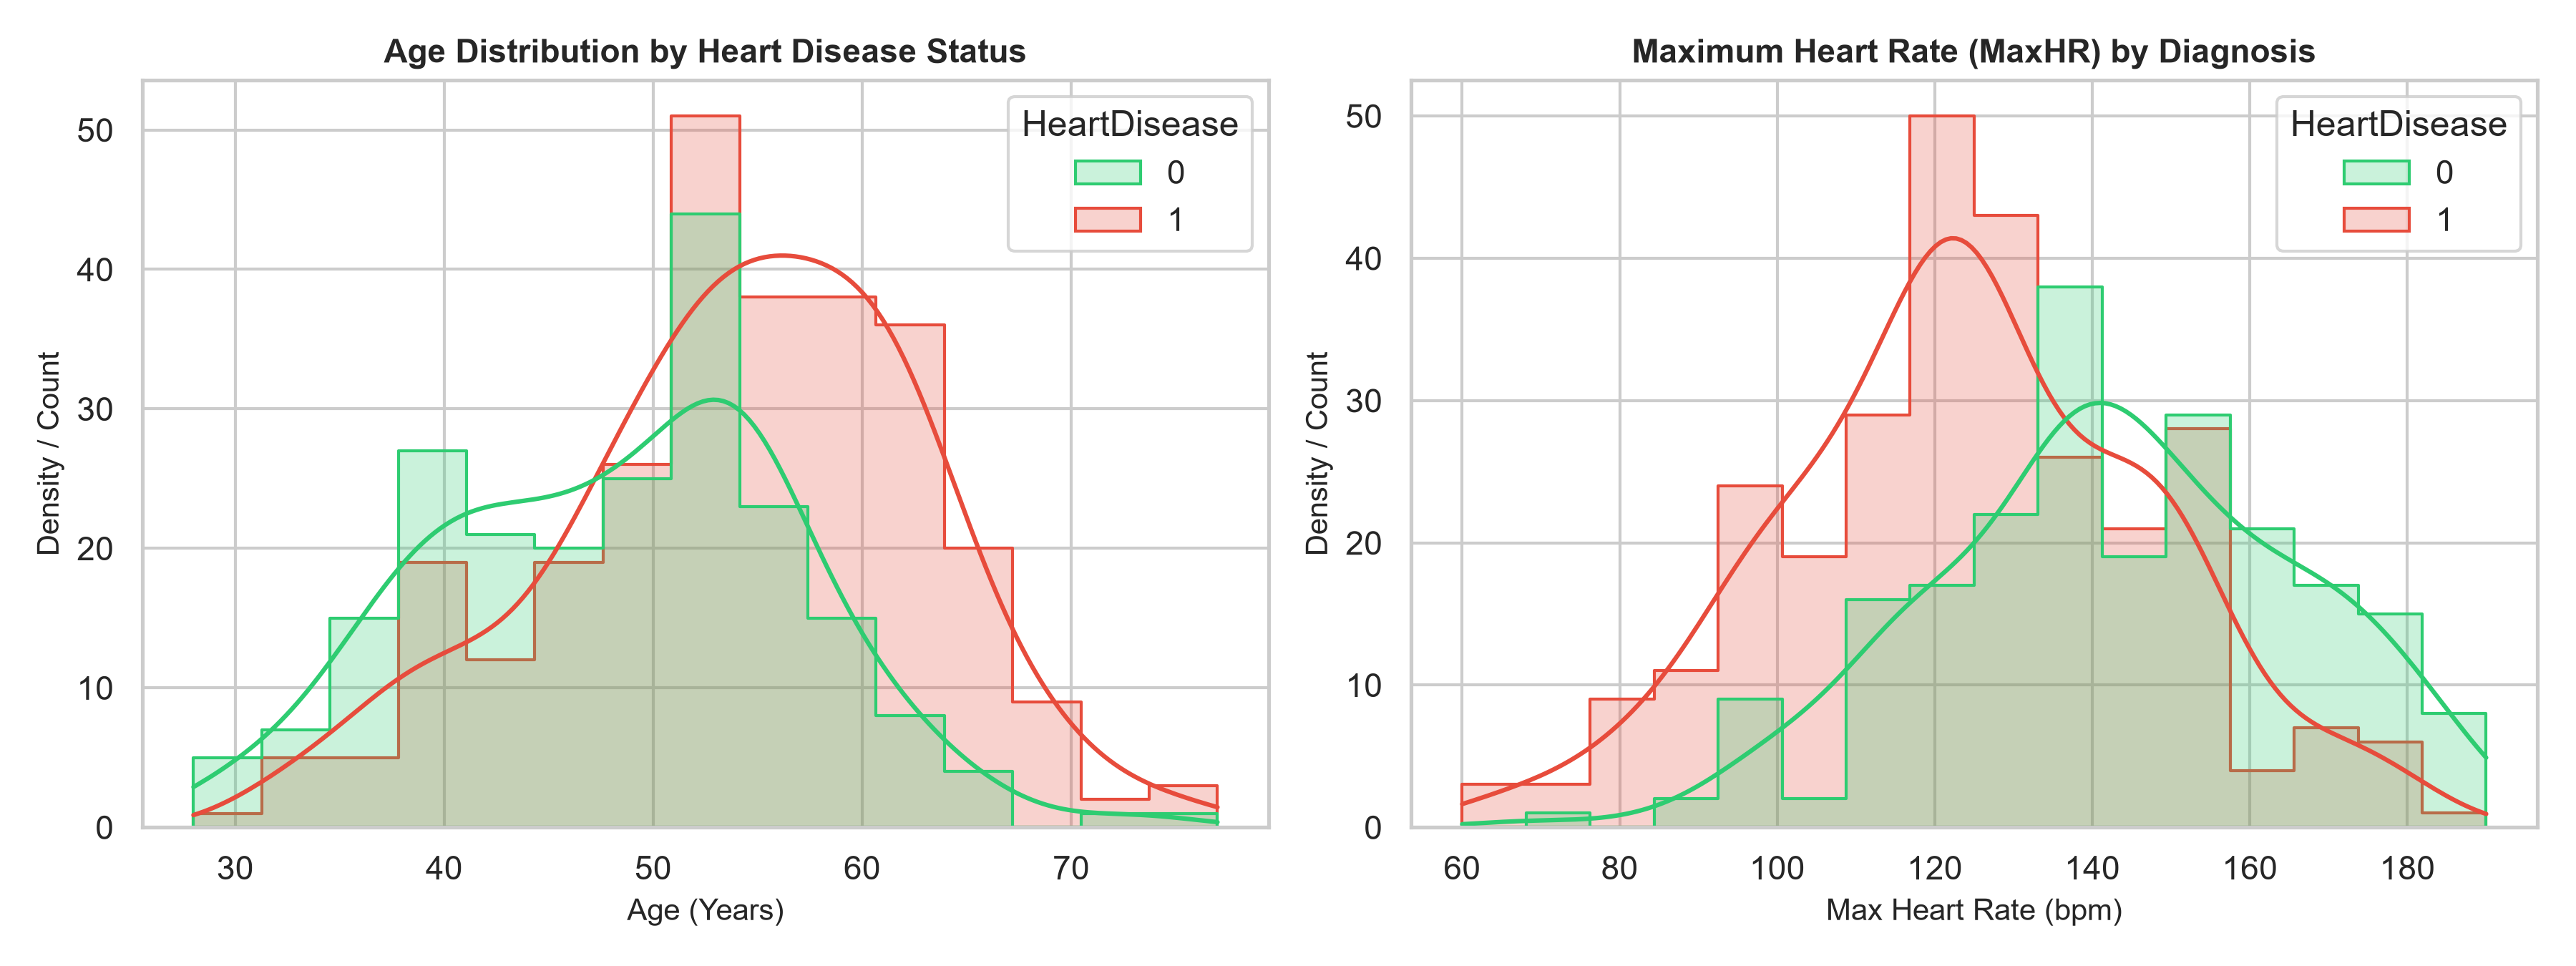 Age Distribution by Heart Disease Status
Density / Count
50
40
30
20
10
0
30 40 50 60 70
Age (Years)
HeartDisease
0
1
Maximum Heart Rate (MaxHR) by Diagnosis
Density / Count
50
40
30
20
10
0
60 80 100 120 140 160 180
Max Heart Rate (bpm)
HeartDisease
0
1